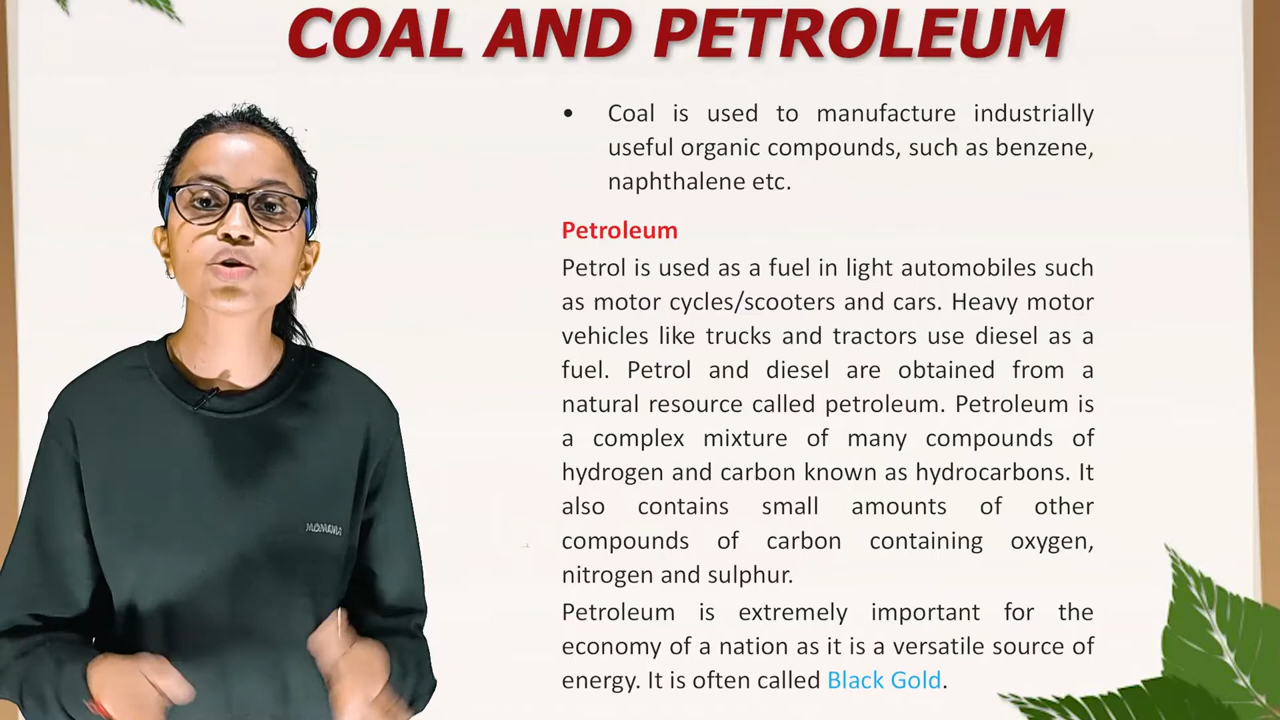 COAL AND PETROLEUM
• Coal is used to manufacture industrially
useful organic compounds, such as benzene,
naphthalene etc.
Petroleum
Petrol is used as a fuel in light automobiles such
as motor cycles/scooters and cars. Heavy motor
vehicles like trucks and tractors use diesel as a
fuel. Petrol and diesel are obtained from a
natural resource called petroleum. Petroleum is
a complex mixture of many compounds of
hydrogen and carbon known as hydrocarbons. It
also contains small amounts of other
compounds of carbon containing oxygen,
nitrogen and sulphur.
Petroleum is extremely important for the
economy of a nation as it is a versatile source of
energy. It is often called Black Gold.